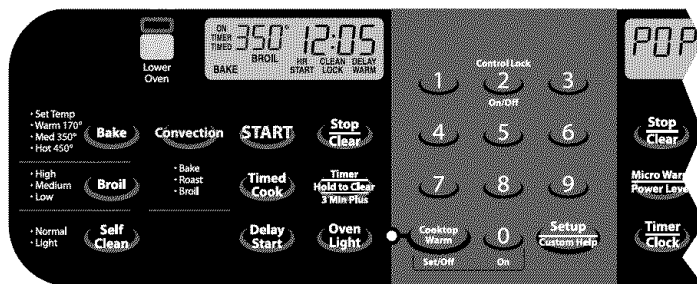 Lower
Oven
ON
TIMER
TIMED
BAKE
350°
BROIL
12:05
HR
START
CLEAN
LOCK
DELAY
WARM
• Set Temp
• Warm 170°
• Med 350°
• Hot 450°
Bake
Convection
START
Stop
Clear
• High
• Medium
• Low
Broil
• Bake
• Roast
• Broil
Timed
Cook
Timer
Hold to Clear
3 Min Plus
• Normal
• Light
Self
Clean
Delay
Start
Oven
Light
Control Lock
1
2
3
On/Off
4
5
6
7
8
9
Cooktop
Warm
0
Setup
Custom Help
Set/Off
On
POP
Stop
Clear
Micro Warm
Power Leve
Timer
Clock